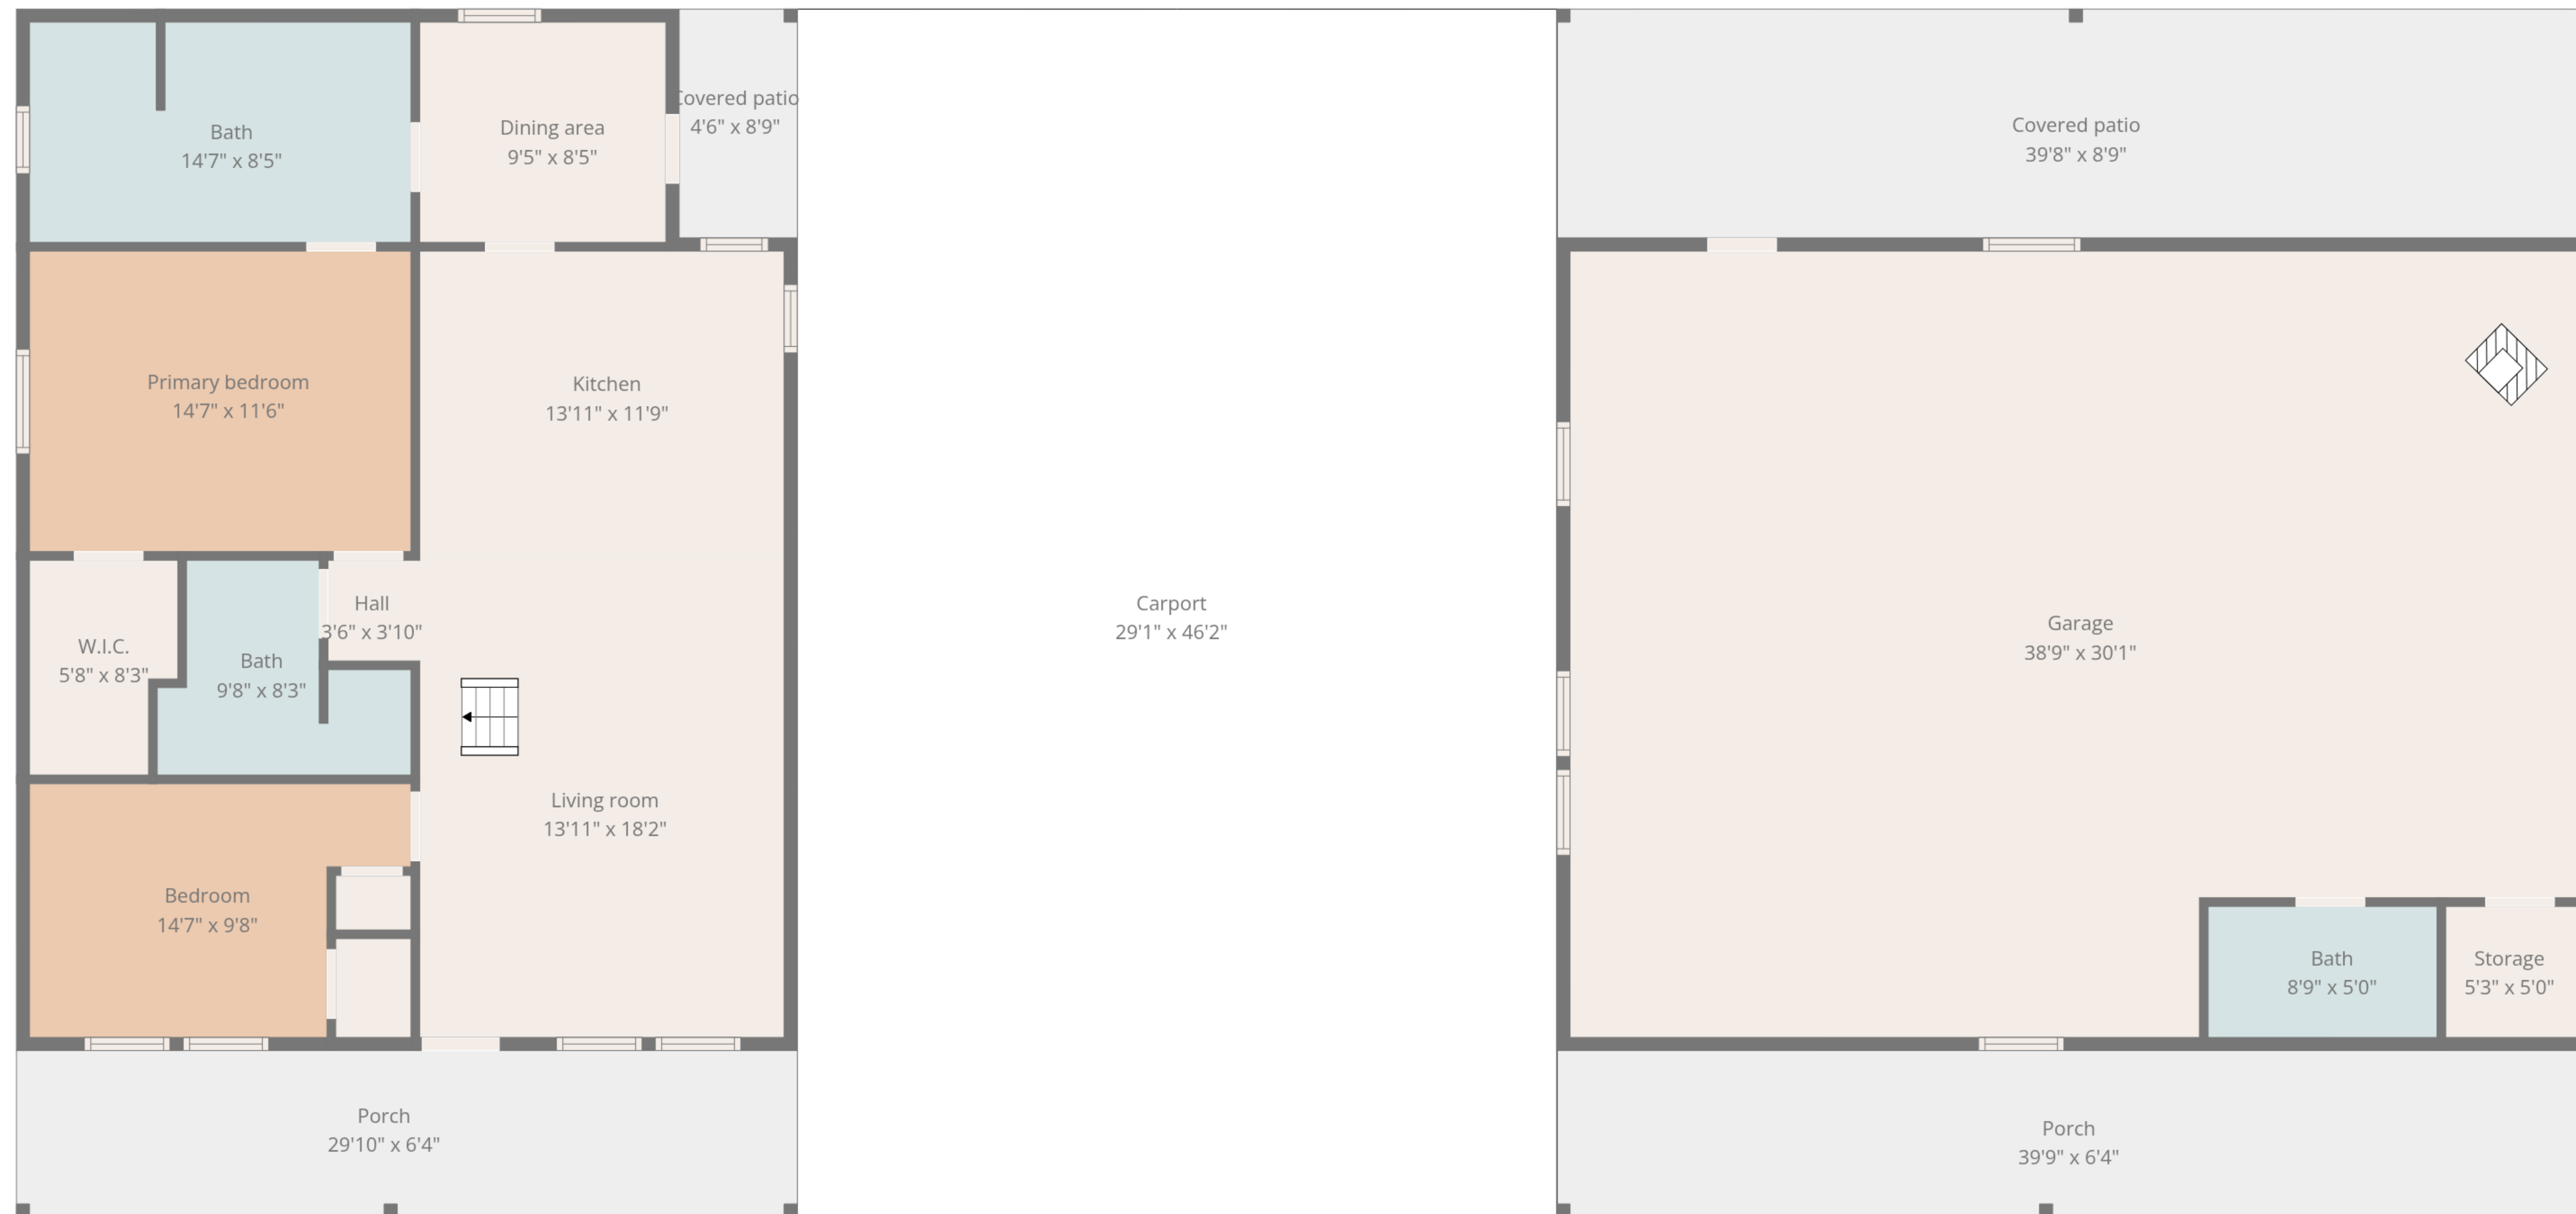 Covered patio
4'6" x 8'9"
Covered patio
39'8" x 8'9"
Bath
14'7" x 8'5"
Dining area
9'5" x 8'5"
Primary bedroom
14'7" x 11'6"
Kitchen
13'11" x 11'9"
Hall
3'6" x 3'10"
Carport
29'1" x 46'2"
Garage
38'9" x 30'1"
W.I.C.
5'8" x 8'3"
Bath
9'8" x 8'3"
Living room
13'11" x 18'2"
Bedroom
14'7" x 9'8"
Bath
8'9" x 5'0"
Storage
5'3" x 5'0"
Porch
29'10" x 6'4"
Porch
39'9" x 6'4"